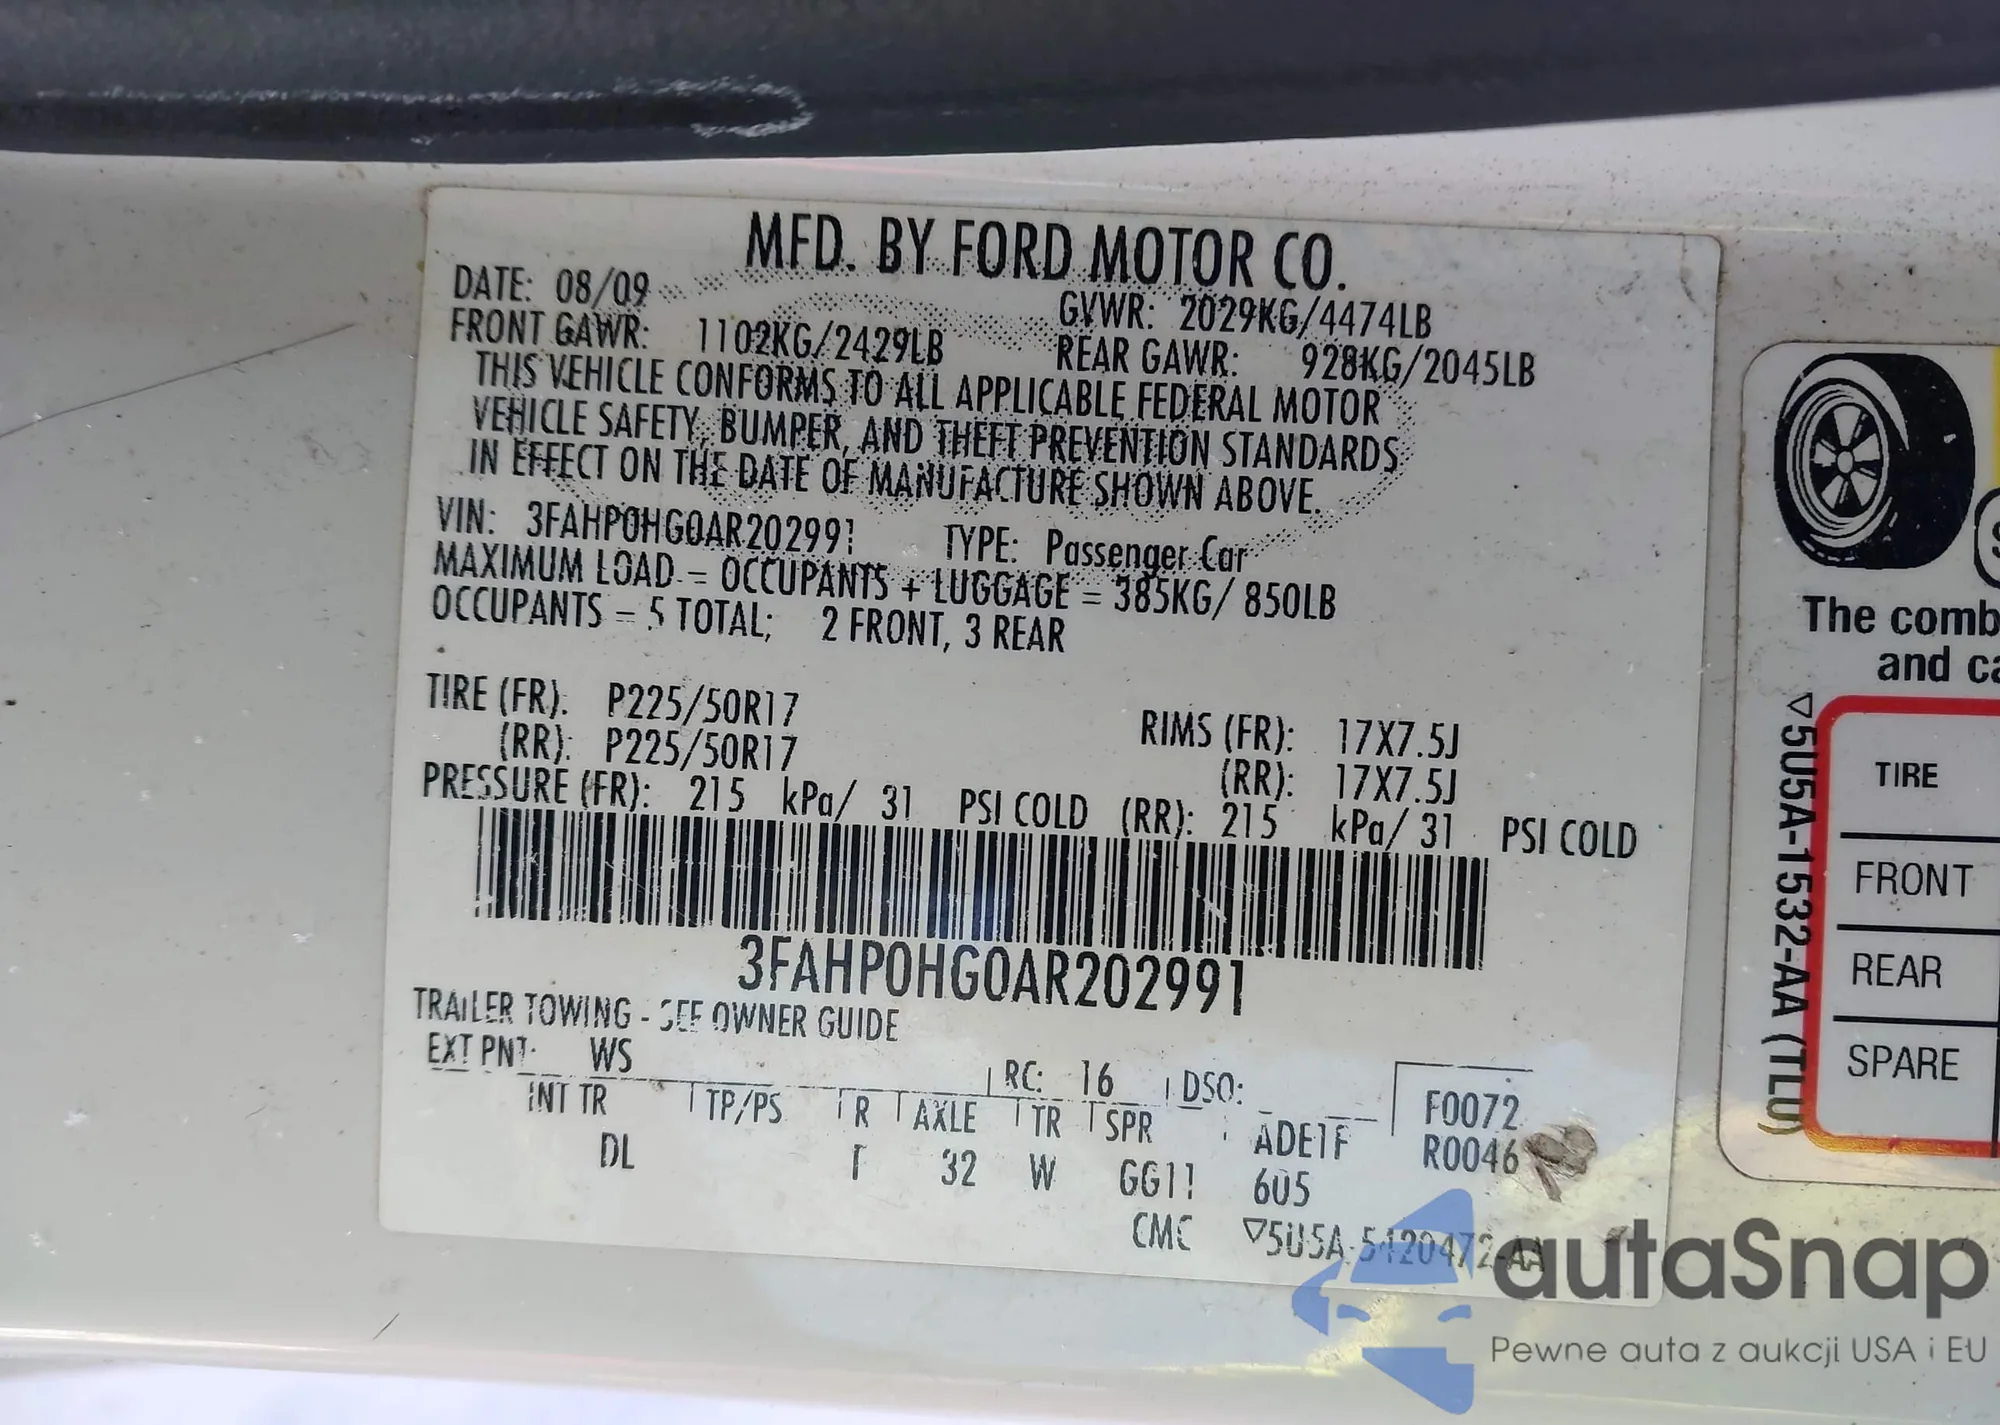 MFD. BY FORD MOTOR CO.
DATE: 08/09
GVWR: 2029KG/4474LB
FRONT GAWR: 1102KG/2429LB
REAR GAWR: 928KG/2045LB
THIS VEHICLE CONFORMS TO ALL APPLICABLE FEDERAL MOTOR
VEHICLE SAFETY, BUMPER, AND THEFT PREVENTION STANDARDS
IN EFFECT ON THE DATE OF MANUFACTURE SHOWN ABOVE.
VIN: 3FAHP0HG0AR202991 TYPE: Passenger Car
MAXIMUM LOAD = OCCUPANTS + LUGGAGE = 385KG/ 850LB
OCCUPANTS = 5 TOTAL; 2 FRONT, 3 REAR
TIRE (FR): P225/50R17 RIMS (FR): 17X7.5J
(RR): P225/50R17 (RR): 17X7.5J
PRESSURE (FR): 215 kPa/ 31 PSI COLD (RR): 215 kPa/ 31 PSI COLD
3FAHP0HG0AR202991
TRAILER TOWING - SEE OWNER GUIDE
EXT PNT: WS RC: 16 DSO:
INT TR TP/PS R AXLE TR SPR ADE1F F0072
DL 32 W GG11 605 R0046
CMC ▽5U5A-5420472-AA
The comb
and ca
▽5U5A-1532-AA (TLU)
TIRE
FRONT
REAR
SPARE
autaSnap
Pewne auta z aukcji USA i EU